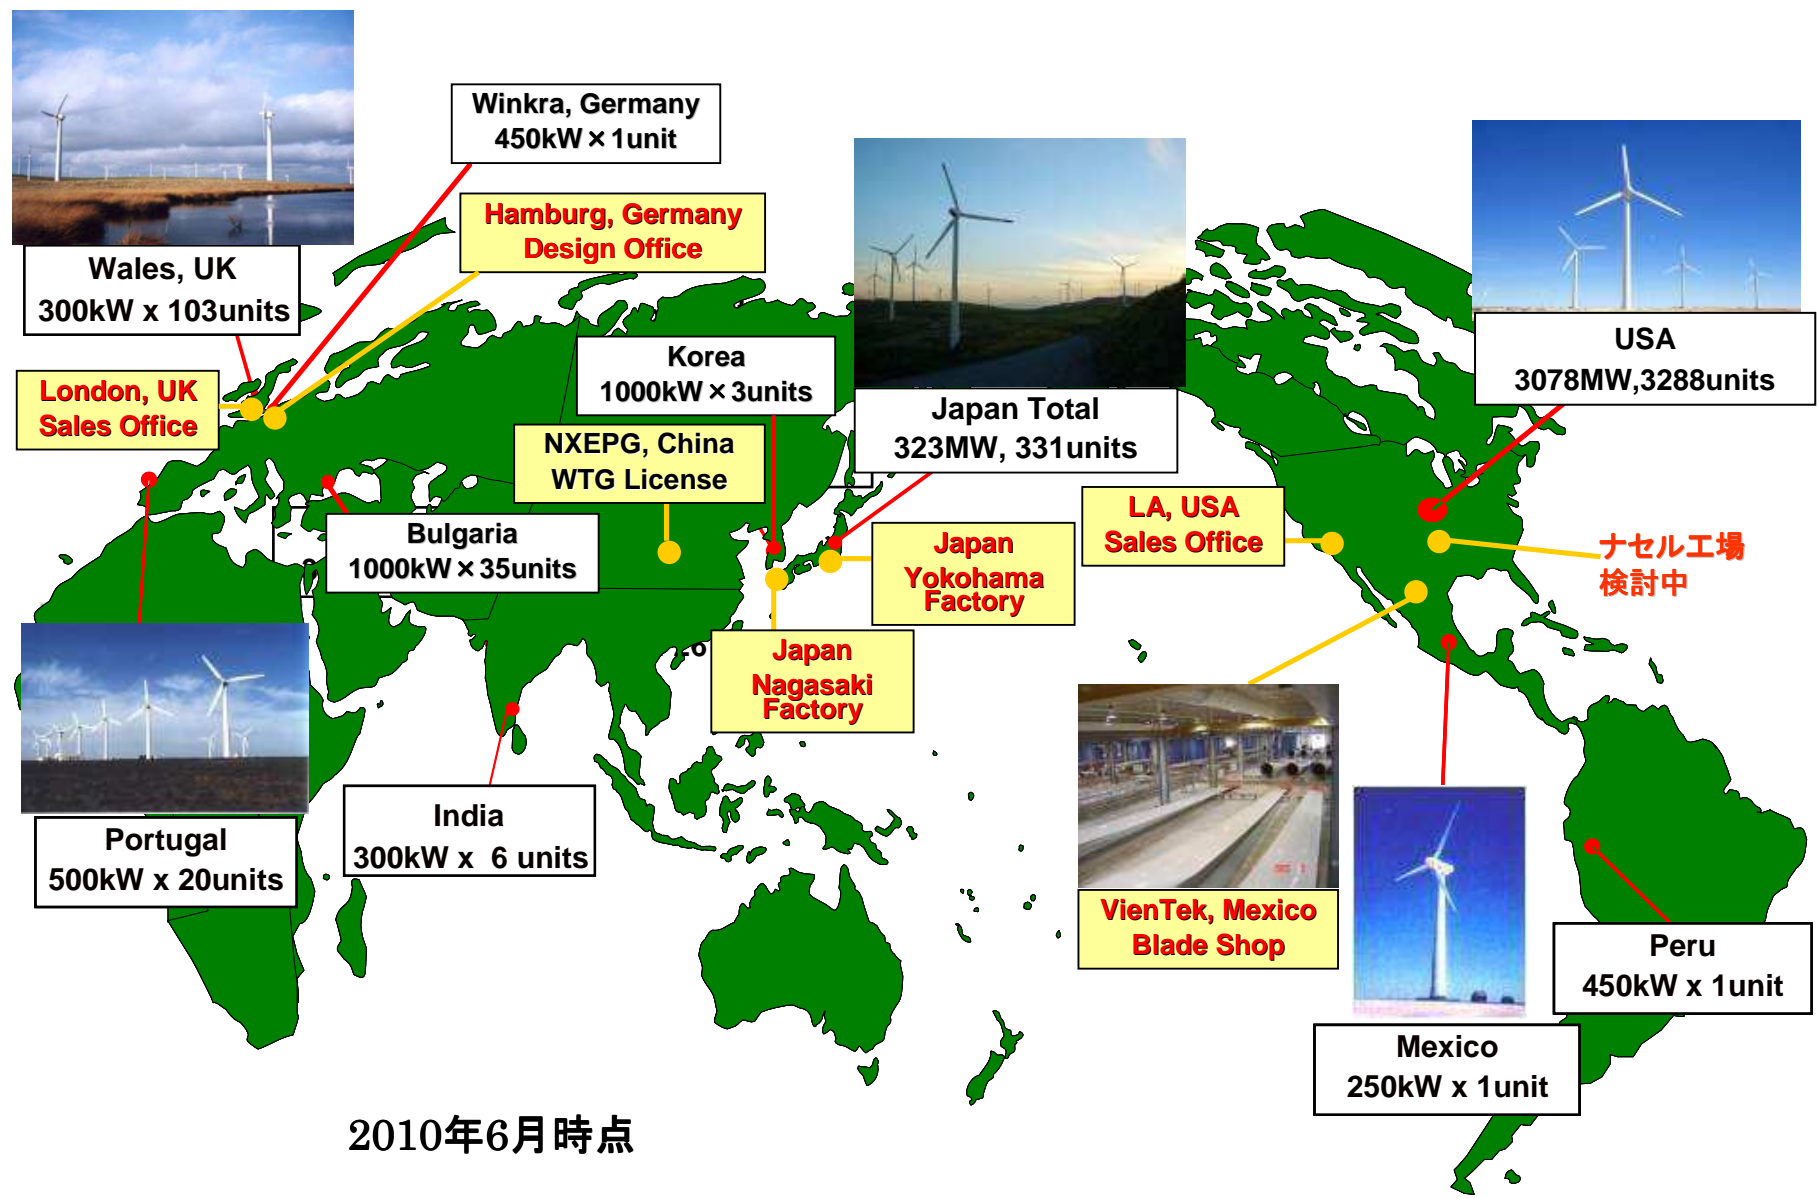 Winkra, Germany
450kW×1unit
Hamburg, Germany
Design Office
Wales, UK
300kW x 103units
London, UK
Sales Office
Korea
1000kW×3units
NXEPG, China
WTG License
Japan Total
323MW, 331units
USA
3078MW,3288units
LA, USA
Sales Office
ナセル工場
検討中
Bulgaria
1000kW×35units
Japan
Yokohama
Factory
Japan
Nagasaki
Factory
Portugal
500kW x 20units
India
300kW x 6 units
VienTek, Mexico
Blade Shop
Peru
450kW x 1unit
Mexico
250kW x 1unit
2010年6月時点